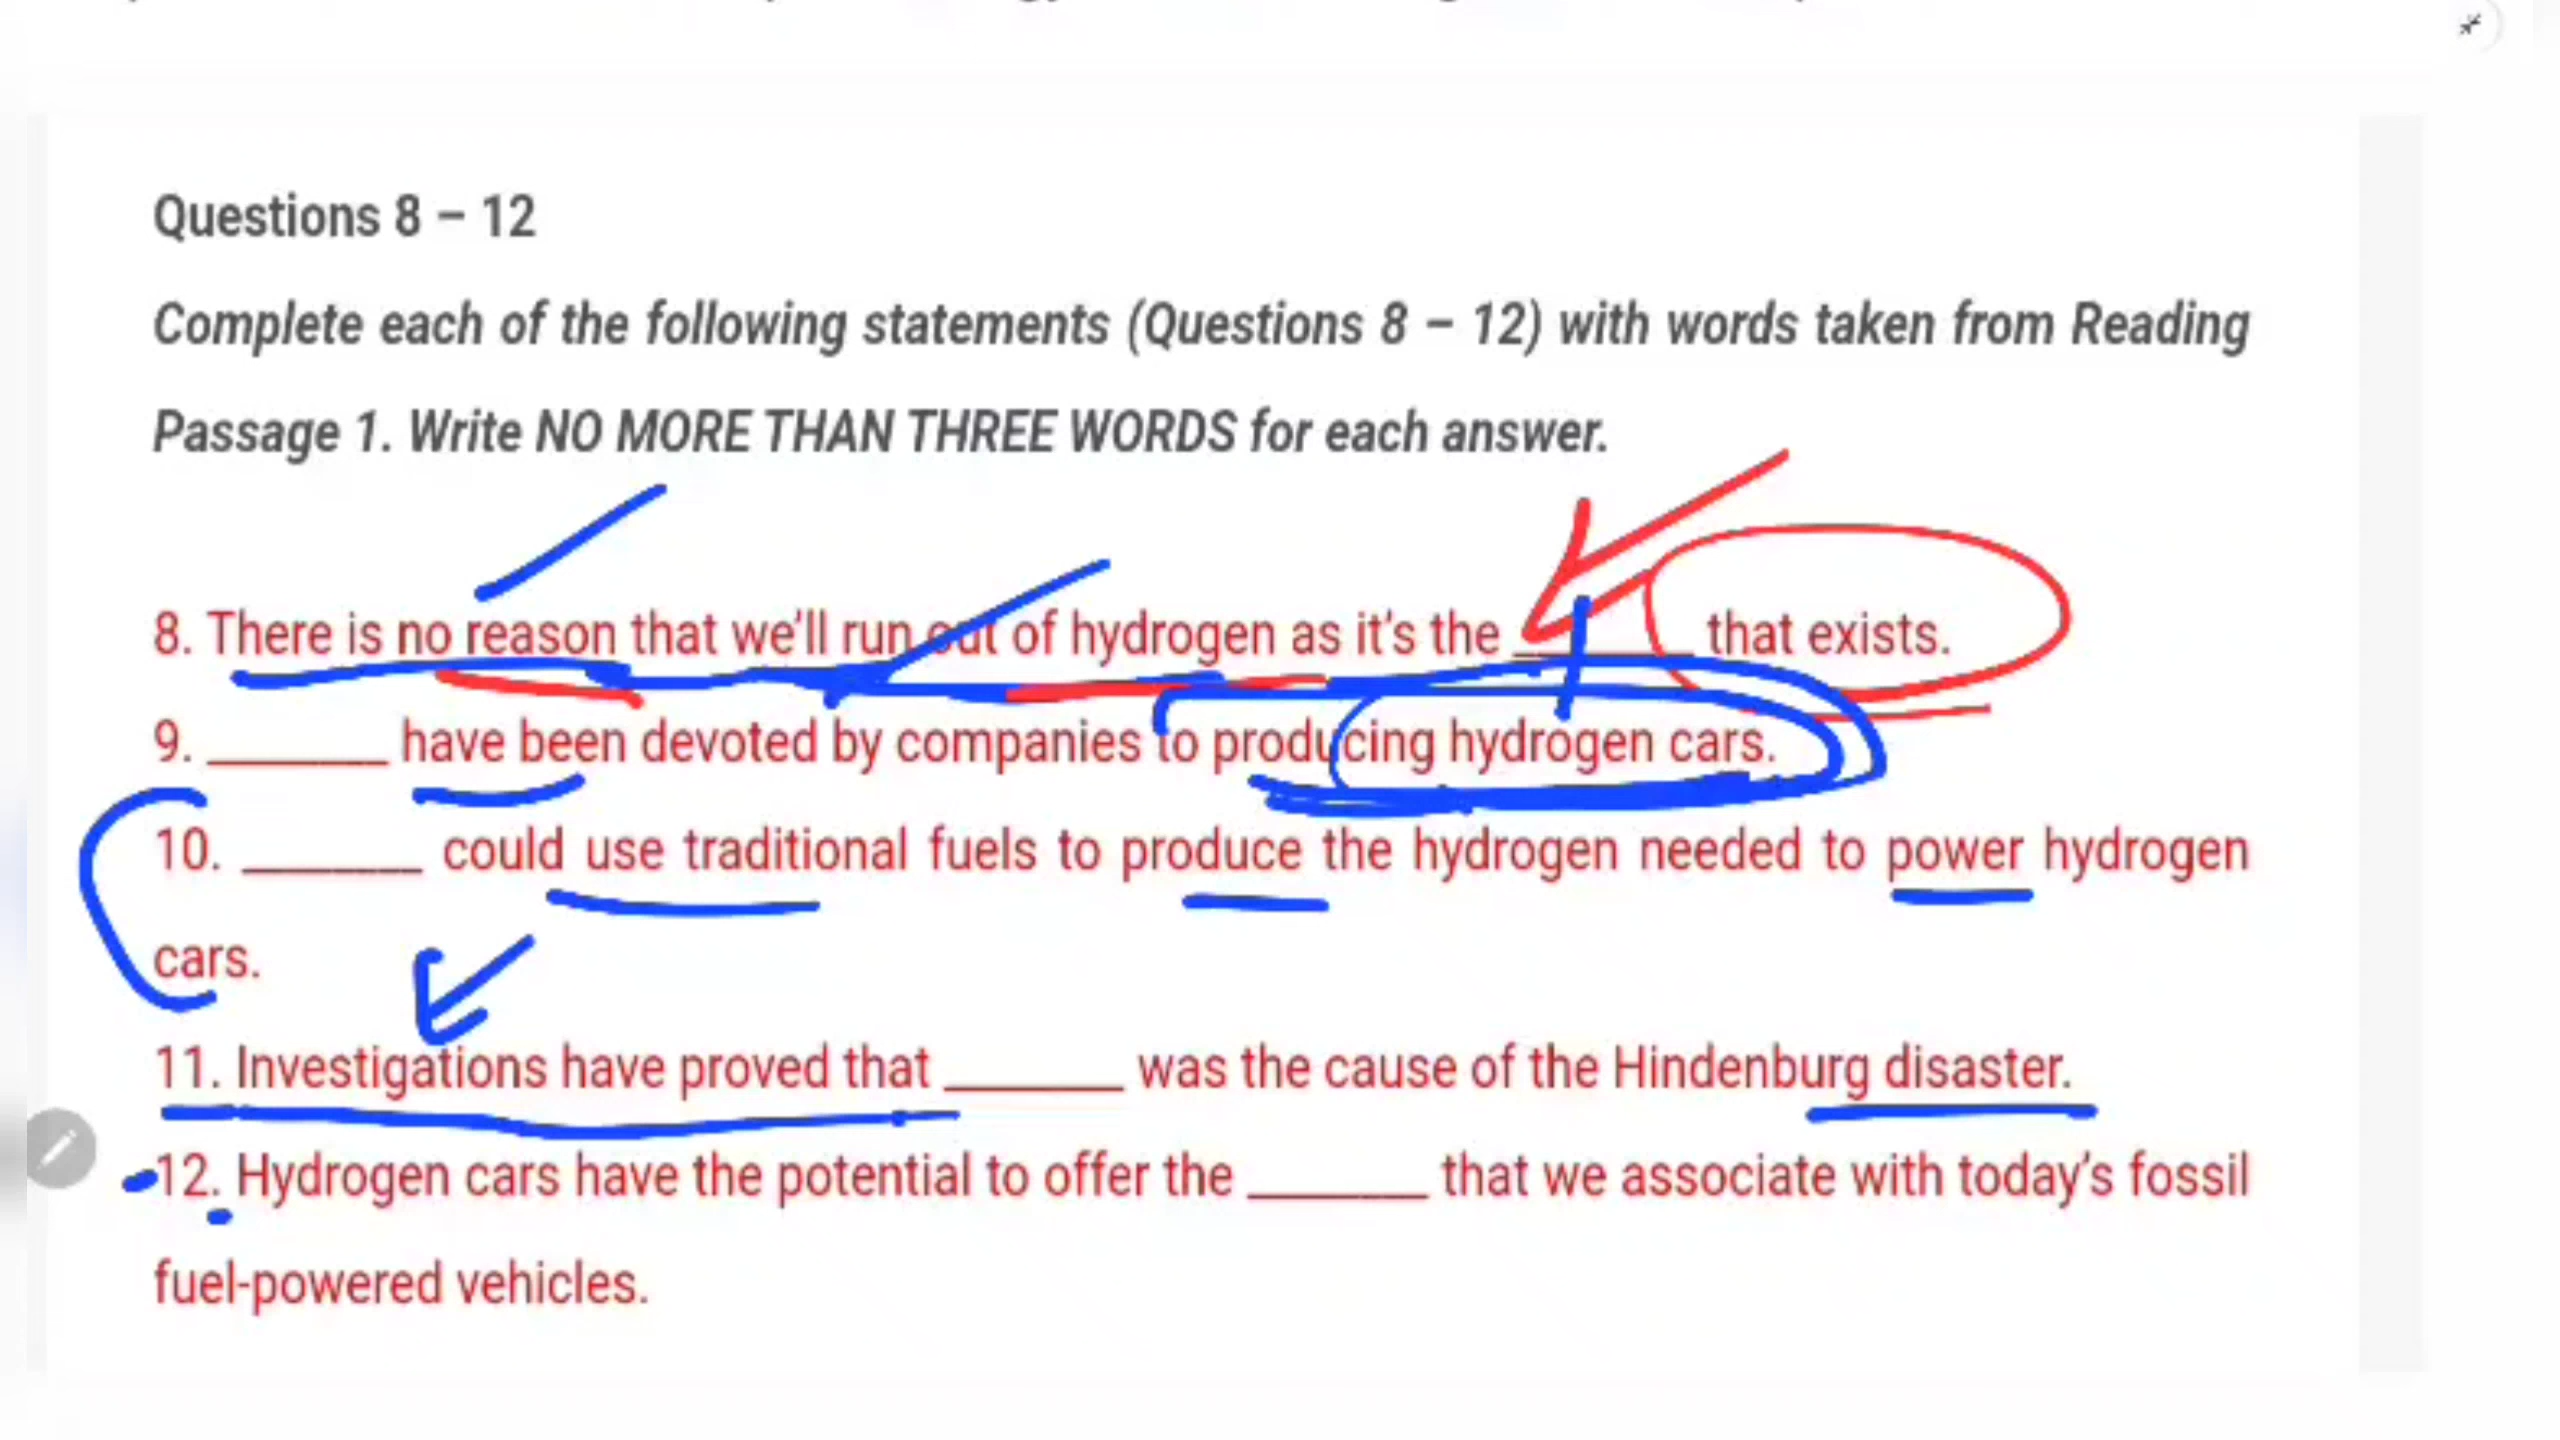 Questions 8 – 12
Complete each of the following statements (Questions 8 – 12) with words taken from Reading
Passage 1. Write NO MORE THAN THREE WORDS for each answer.
8. There is no reason that we'll run out of hydrogen as it's the ______ that exists.
9. ______ have been devoted by companies to producing hydrogen cars.
10. ______ could use traditional fuels to produce the hydrogen needed to power hydrogen
cars.
11. Investigations have proved that ______ was the cause of the Hindenburg disaster.
12. Hydrogen cars have the potential to offer the ______ that we associate with today's fossil
fuel-powered vehicles.